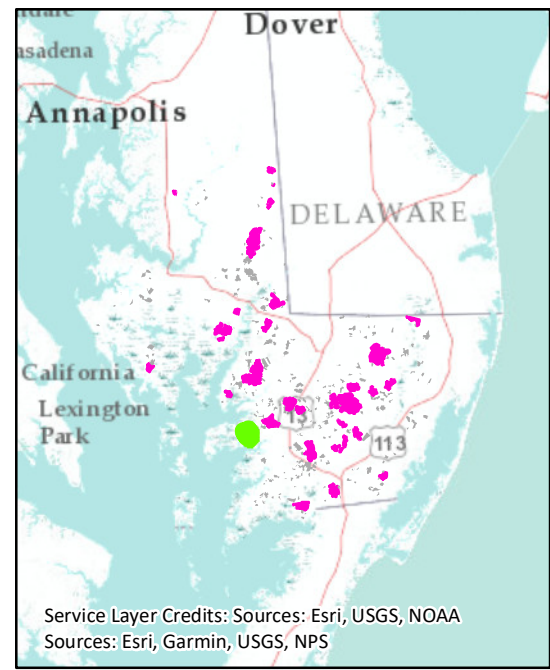 Dover
asadena
Annapolis
DELAWARE
California
Lexington
Park
13
113
Service Layer Credits: Sources: Esri, USGS, NOAA
Sources: Esri, Garmin, USGS, NPS